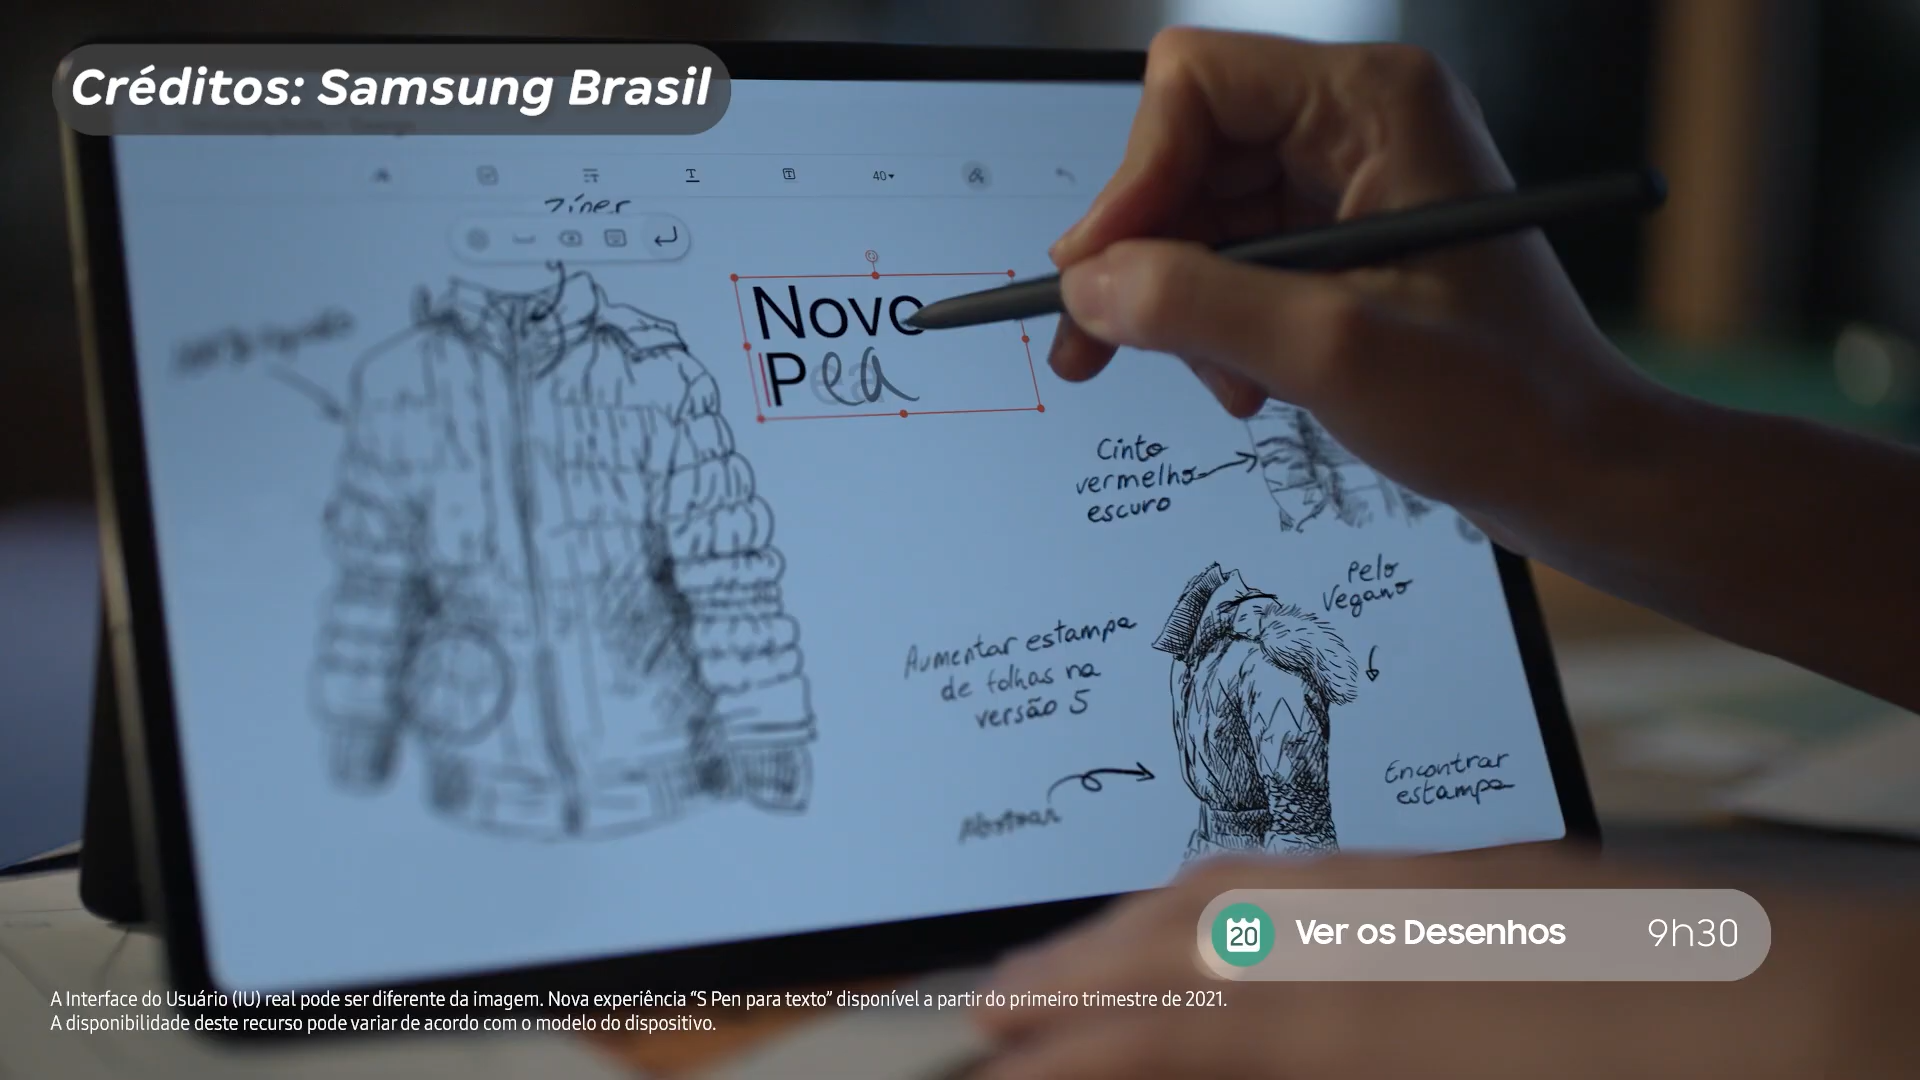 Créditos: Samsung Brasil
40
Novo
Pea
Cinto
vermelho
escuro
Pelo
Vegano
Aumentar estampa
de folhas na
versão 5
Mostrar
Encontrar
estampa
20 Ver os Desenhos 9h30
A Interface do Usuário (IU) real pode ser diferente da imagem. Nova experiência “S Pen para texto” disponível a partir do primeiro trimestre de 2021.
A disponibilidade deste recurso pode variar de acordo com o modelo do dispositivo.